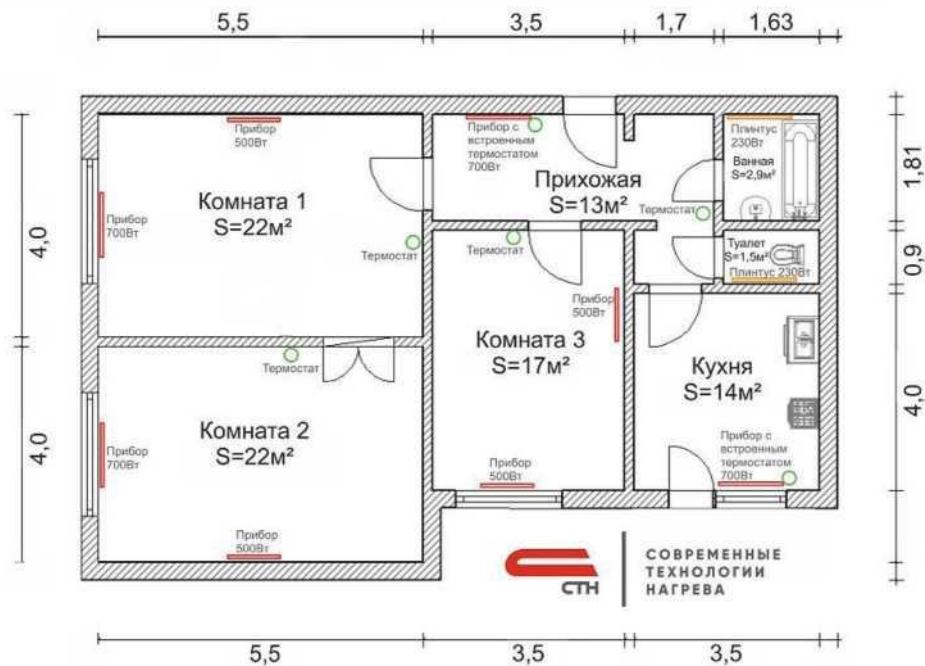 5,5
3,5
1,7
1,63
Прибор
500Вт
Прибор с
встроенным
термостатом
700Вт
Плинтус
230Вт
Ванная
S=2,9м²
1,81
Комната 1
S=22м²
Прихожая
S=13м²
Прибор
700Вт
4,0
Термостат
Термостат
Термостат
Туалет
S=1,5м²
Плинтус 230Вт
0,9
Прибор
500Вт
Комната 3
S=17м²
Термостат
Кухня
S=14м²
4,0
Комната 2
S=22м²
4,0
Прибор
700Вт
Прибор с
встроенным
термостатом
700Вт
Прибор
500Вт
Прибор
500Вт
СТН
СОВРЕМЕННЫЕ
ТЕХНОЛОГИИ
НАГРЕВА
5,5
3,5
3,5